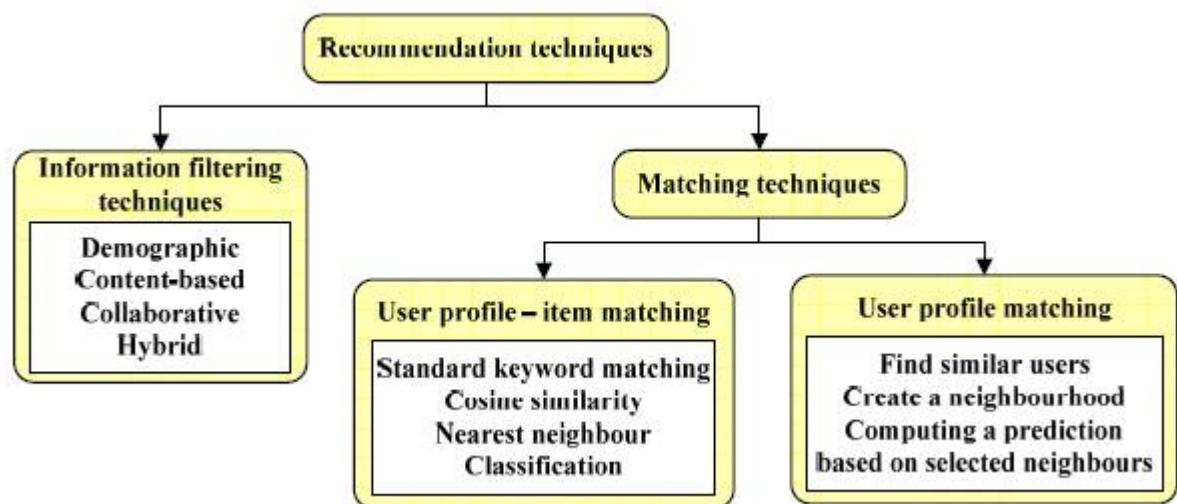 Recommendation techniques
Information filtering
techniques
Demographic
Content-based
Collaborative
Hybrid
Matching techniques
User profile – item matching
Standard keyword matching
Cosine similarity
Nearest neighbour
Classification
User profile matching
Find similar users
Create a neighbourhood
Computing a prediction
based on selected neighbours